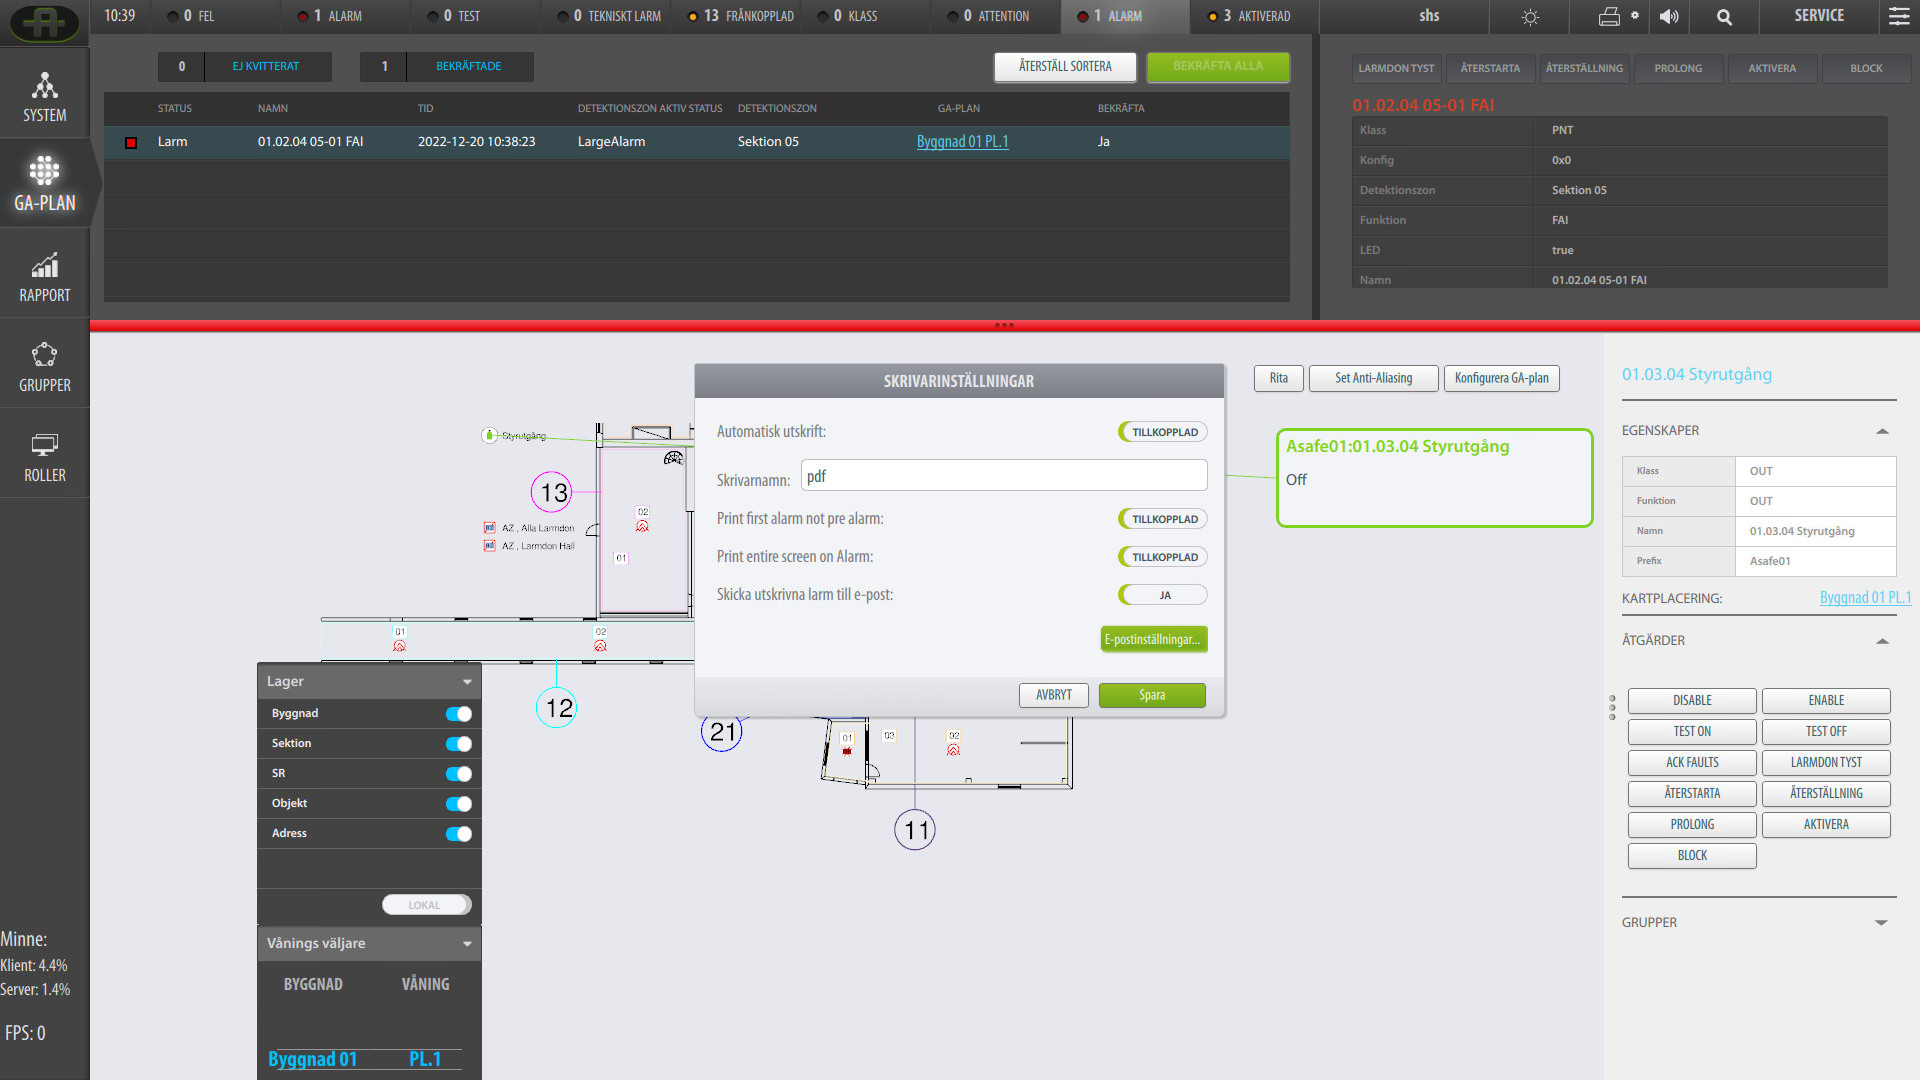 10:39
0 FEL
1 ALARM
0 TEST
0 TEKNISKT LARM
13 FRÅNKOPPLAD
0 KLASS
0 ATTENTION
1 ALARM
3 AKTIVERAD
shs
SERVICE
SYSTEM
GA-PLAN
RAPPORT
GRUPPER
ROLLER
Minne:
Klient: 4.4%
Server: 1.4%
FPS: 0
0 EJ KVITTERAT
1 BEKRÄFTADE
ÅTERSTÄLL SORTERA
BEKRÄFTA ALLA
STATUS NAMN TID DETEKTIONSZON AKTIV STATUS DETEKTIONSZON GA-PLAN BEKRÄFTA
Larm 01.02.04 05-01 FAI 2022-12-20 10:38:23 LargeAlarm Sektion 05 Byggnad 01 PL.1 Ja
LARMDON TYST ÅTERSTARTA ÅTERSTÄLLNING PROLONG AKTIVERA BLOCK
01.02.04 05-01 FAI
Klass PNT
Konfig 0x0
Detektionszon Sektion 05
Funktion FAI
LED true
Namn 01.02.04 05-01 FAI
SKRIVARINSTÄLLNINGAR
Automatisk utskrift: TILLKOPPLAD
Skrivarnamn: pdf
Print first alarm not pre alarm: TILLKOPPLAD
Print entire screen on Alarm: TILLKOPPLAD
Skicka utskrivna larm till e-post: JA
E-postinställningar...
AVBRYT Spara
Rita
Set Anti-Aliasing
Konfigurera GA-plan
Asafe01:01.03.04 Styrutgång
Off
Styrutgång
13
02
AZ , Alla Larmdon
AZ , Larmdon Hall
01
01
02
12
21
01
03
02
11
Lager
Byggnad
Sektion
SR
Objekt
Adress
LOKAL
Vånings väljare
BYGGNAD VÅNING
Byggnad 01 PL.1
01.03.04 Styrutgång
EGENSKAPER
Klass OUT
Funktion OUT
Namn 01.03.04 Styrutgång
Prefix Asafe01
KARTPLACERING: Byggnad 01 PL.1
ÅTGÄRDER
DISABLE ENABLE
TEST ON TEST OFF
ACK FAULTS LARMDON TYST
ÅTERSTARTA ÅTERSTÄLLNING
PROLONG AKTIVERA
BLOCK
GRUPPER